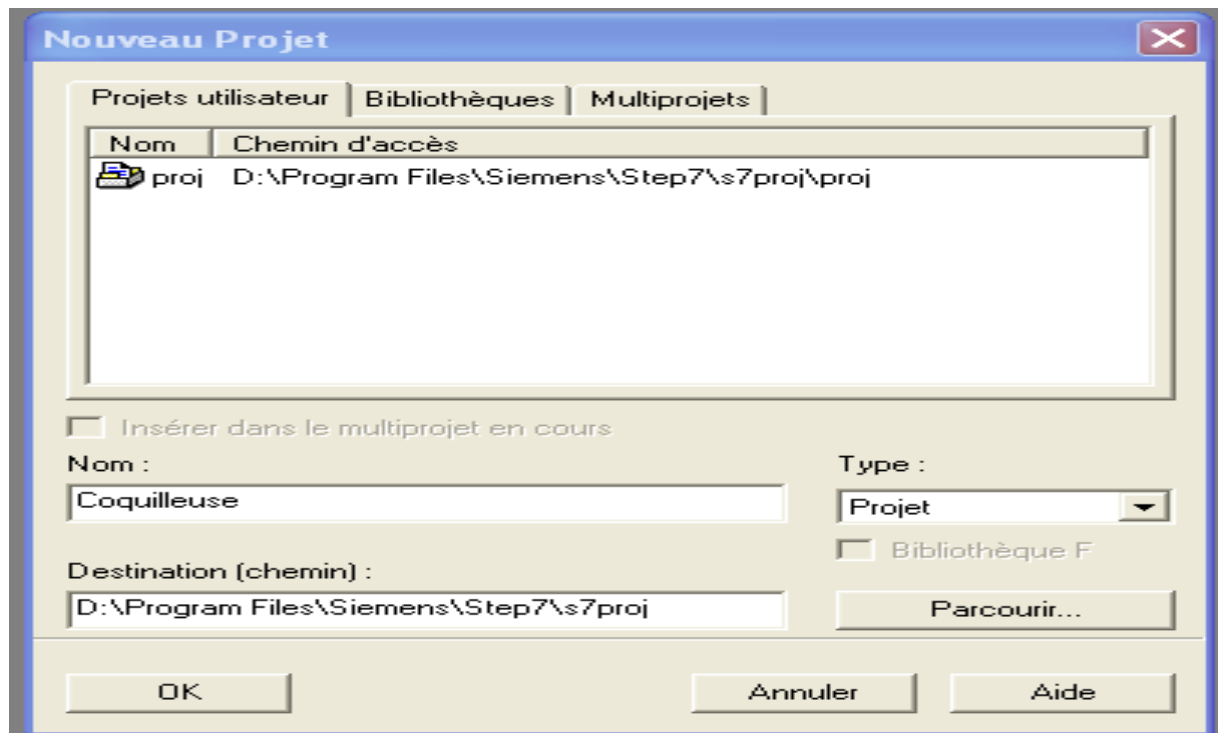 Nouveau Projet
Projets utilisateur Bibliothèques Multiprojets
Nom Chemin d'accès
proj D:\Program Files\Siemens\Step7\s7proj\proj
Insérer dans le multiprojet en cours
Nom : Type :
Coquilleuse Projet
Bibliothèque F
Destination (chemin) :
D:\Program Files\Siemens\Step7\s7proj Parcourir...
OK Annuler Aide